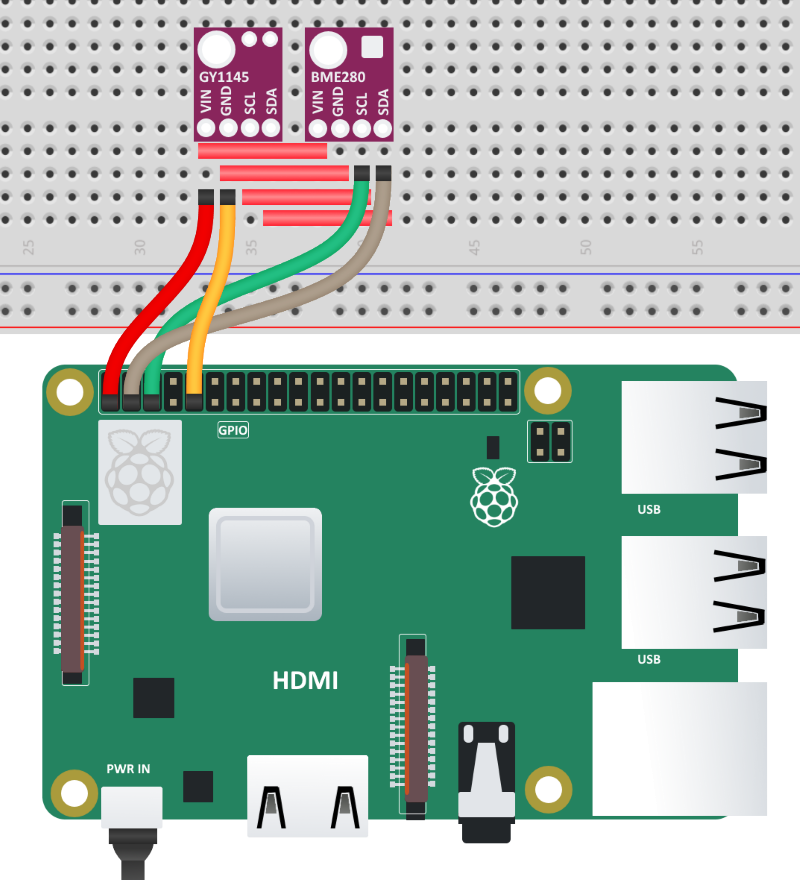 GY1145
VIN GND SCL SDA
BME280
VIN GND SCL SDA
25 30 35 45 50 55
GPIO
USB
USB
HDMI
PWR IN